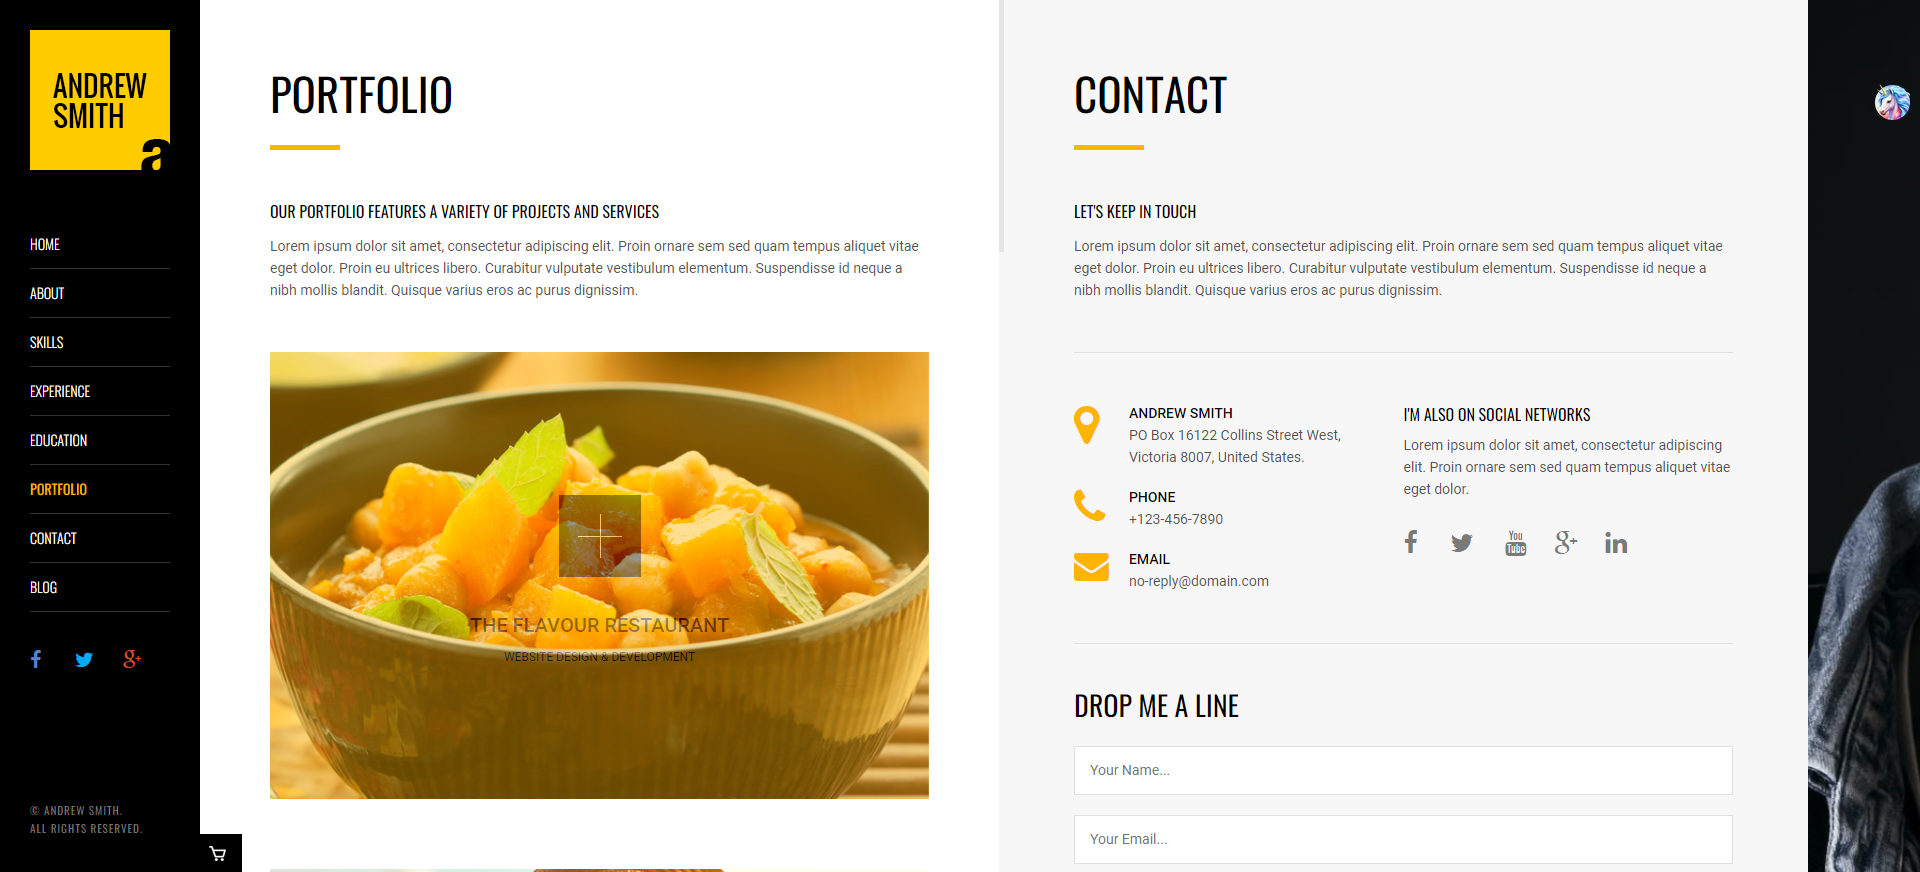 ANDREW
SMITH
a
HOME
ABOUT
SKILLS
EXPERIENCE
EDUCATION
PORTFOLIO
CONTACT
BLOG
© ANDREW SMITH.
ALL RIGHTS RESERVED.
PORTFOLIO
OUR PORTFOLIO FEATURES A VARIETY OF PROJECTS AND SERVICES
Lorem ipsum dolor sit amet, consectetur adipiscing elit. Proin ornare sem sed quam tempus aliquet vitae
eget dolor. Proin eu ultrices libero. Curabitur vulputate vestibulum elementum. Suspendisse id neque a
nibh mollis blandit. Quisque varius eros ac purus dignissim.
THE FLAVOUR RESTAURANT
WEBSITE DESIGN & DEVELOPMENT
CONTACT
LET'S KEEP IN TOUCH
Lorem ipsum dolor sit amet, consectetur adipiscing elit. Proin ornare sem sed quam tempus aliquet vitae
eget dolor. Proin eu ultrices libero. Curabitur vulputate vestibulum elementum. Suspendisse id neque a
nibh mollis blandit. Quisque varius eros ac purus dignissim.
ANDREW SMITH
PO Box 16122 Collins Street West,
Victoria 8007, United States.
PHONE
+123-456-7890
EMAIL
no-reply@domain.com
I'M ALSO ON SOCIAL NETWORKS
Lorem ipsum dolor sit amet, consectetur adipiscing
elit. Proin ornare sem sed quam tempus aliquet vitae
eget dolor.
You
Tube
DROP ME A LINE
Your Name...
Your Email...